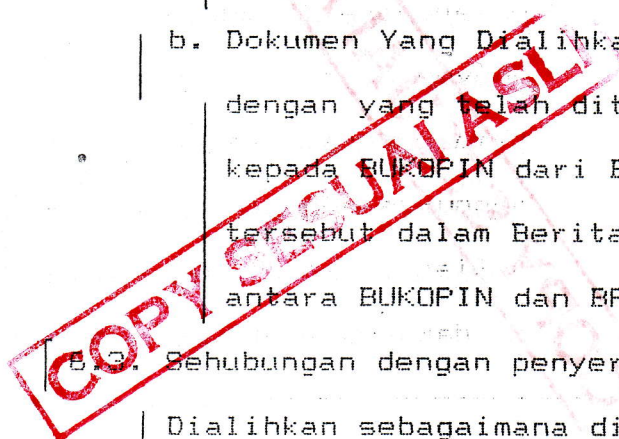 b. Dokumen Yang Dialihka
dengan yang telah dit
kepada BUKOPIN dari B
tersebut dalam Berita
antara BUKOPIN dan BP
Sehubungan dengan penyer
Dialihkan sebagaimana di
COPY SESUAI ASLI